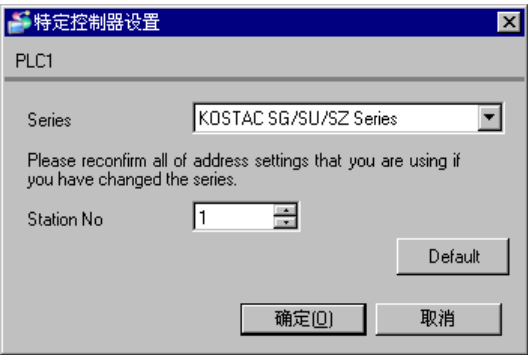 特定控制器设置
PLC1
Series KOSTAC SG/SU/SZ Series
Please reconfirm all of address settings that you are using if
you have changed the series.
Station No 1
Default
确定(O) 取消